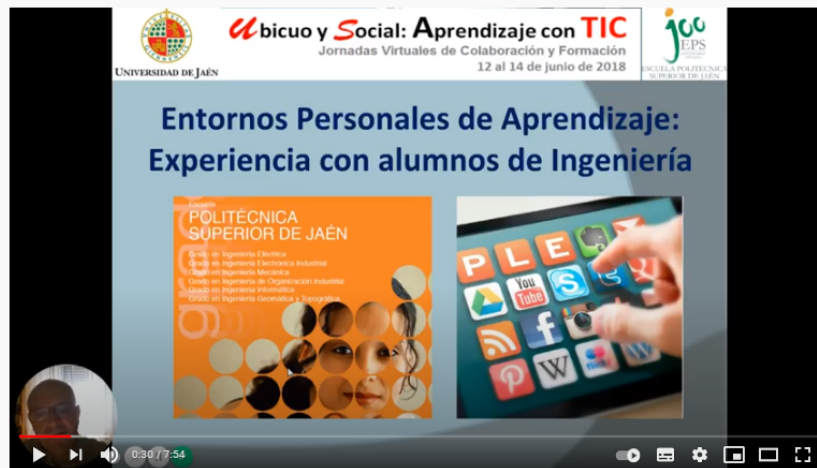 Ubicuo y Social: Aprendizaje con TIC
Jornadas Virtuales de Colaboración y Formación
12 al 14 de junio de 2018
UNIVERSIDAD DE JAÉN
EPS
ESCUELA POLITÉCNICA
SUPERIOR DE JAÉN
Entornos Personales de Aprendizaje:
Experiencia con alumnos de Ingeniería
Escuela
POLITÉCNICA
SUPERIOR DE JAÉN
Grado en Ingeniería Eléctrica
Grado en Ingeniería Electrónica Industrial
Grado en Ingeniería Mecánica
Grado en Ingeniería de Organización Industrial
Grado en Ingeniería Informática
Grado en Ingeniería Geomática y Topográfica
grado
P L E
You
Tube
S
f
W
flickr
W
0:30 / 7:54